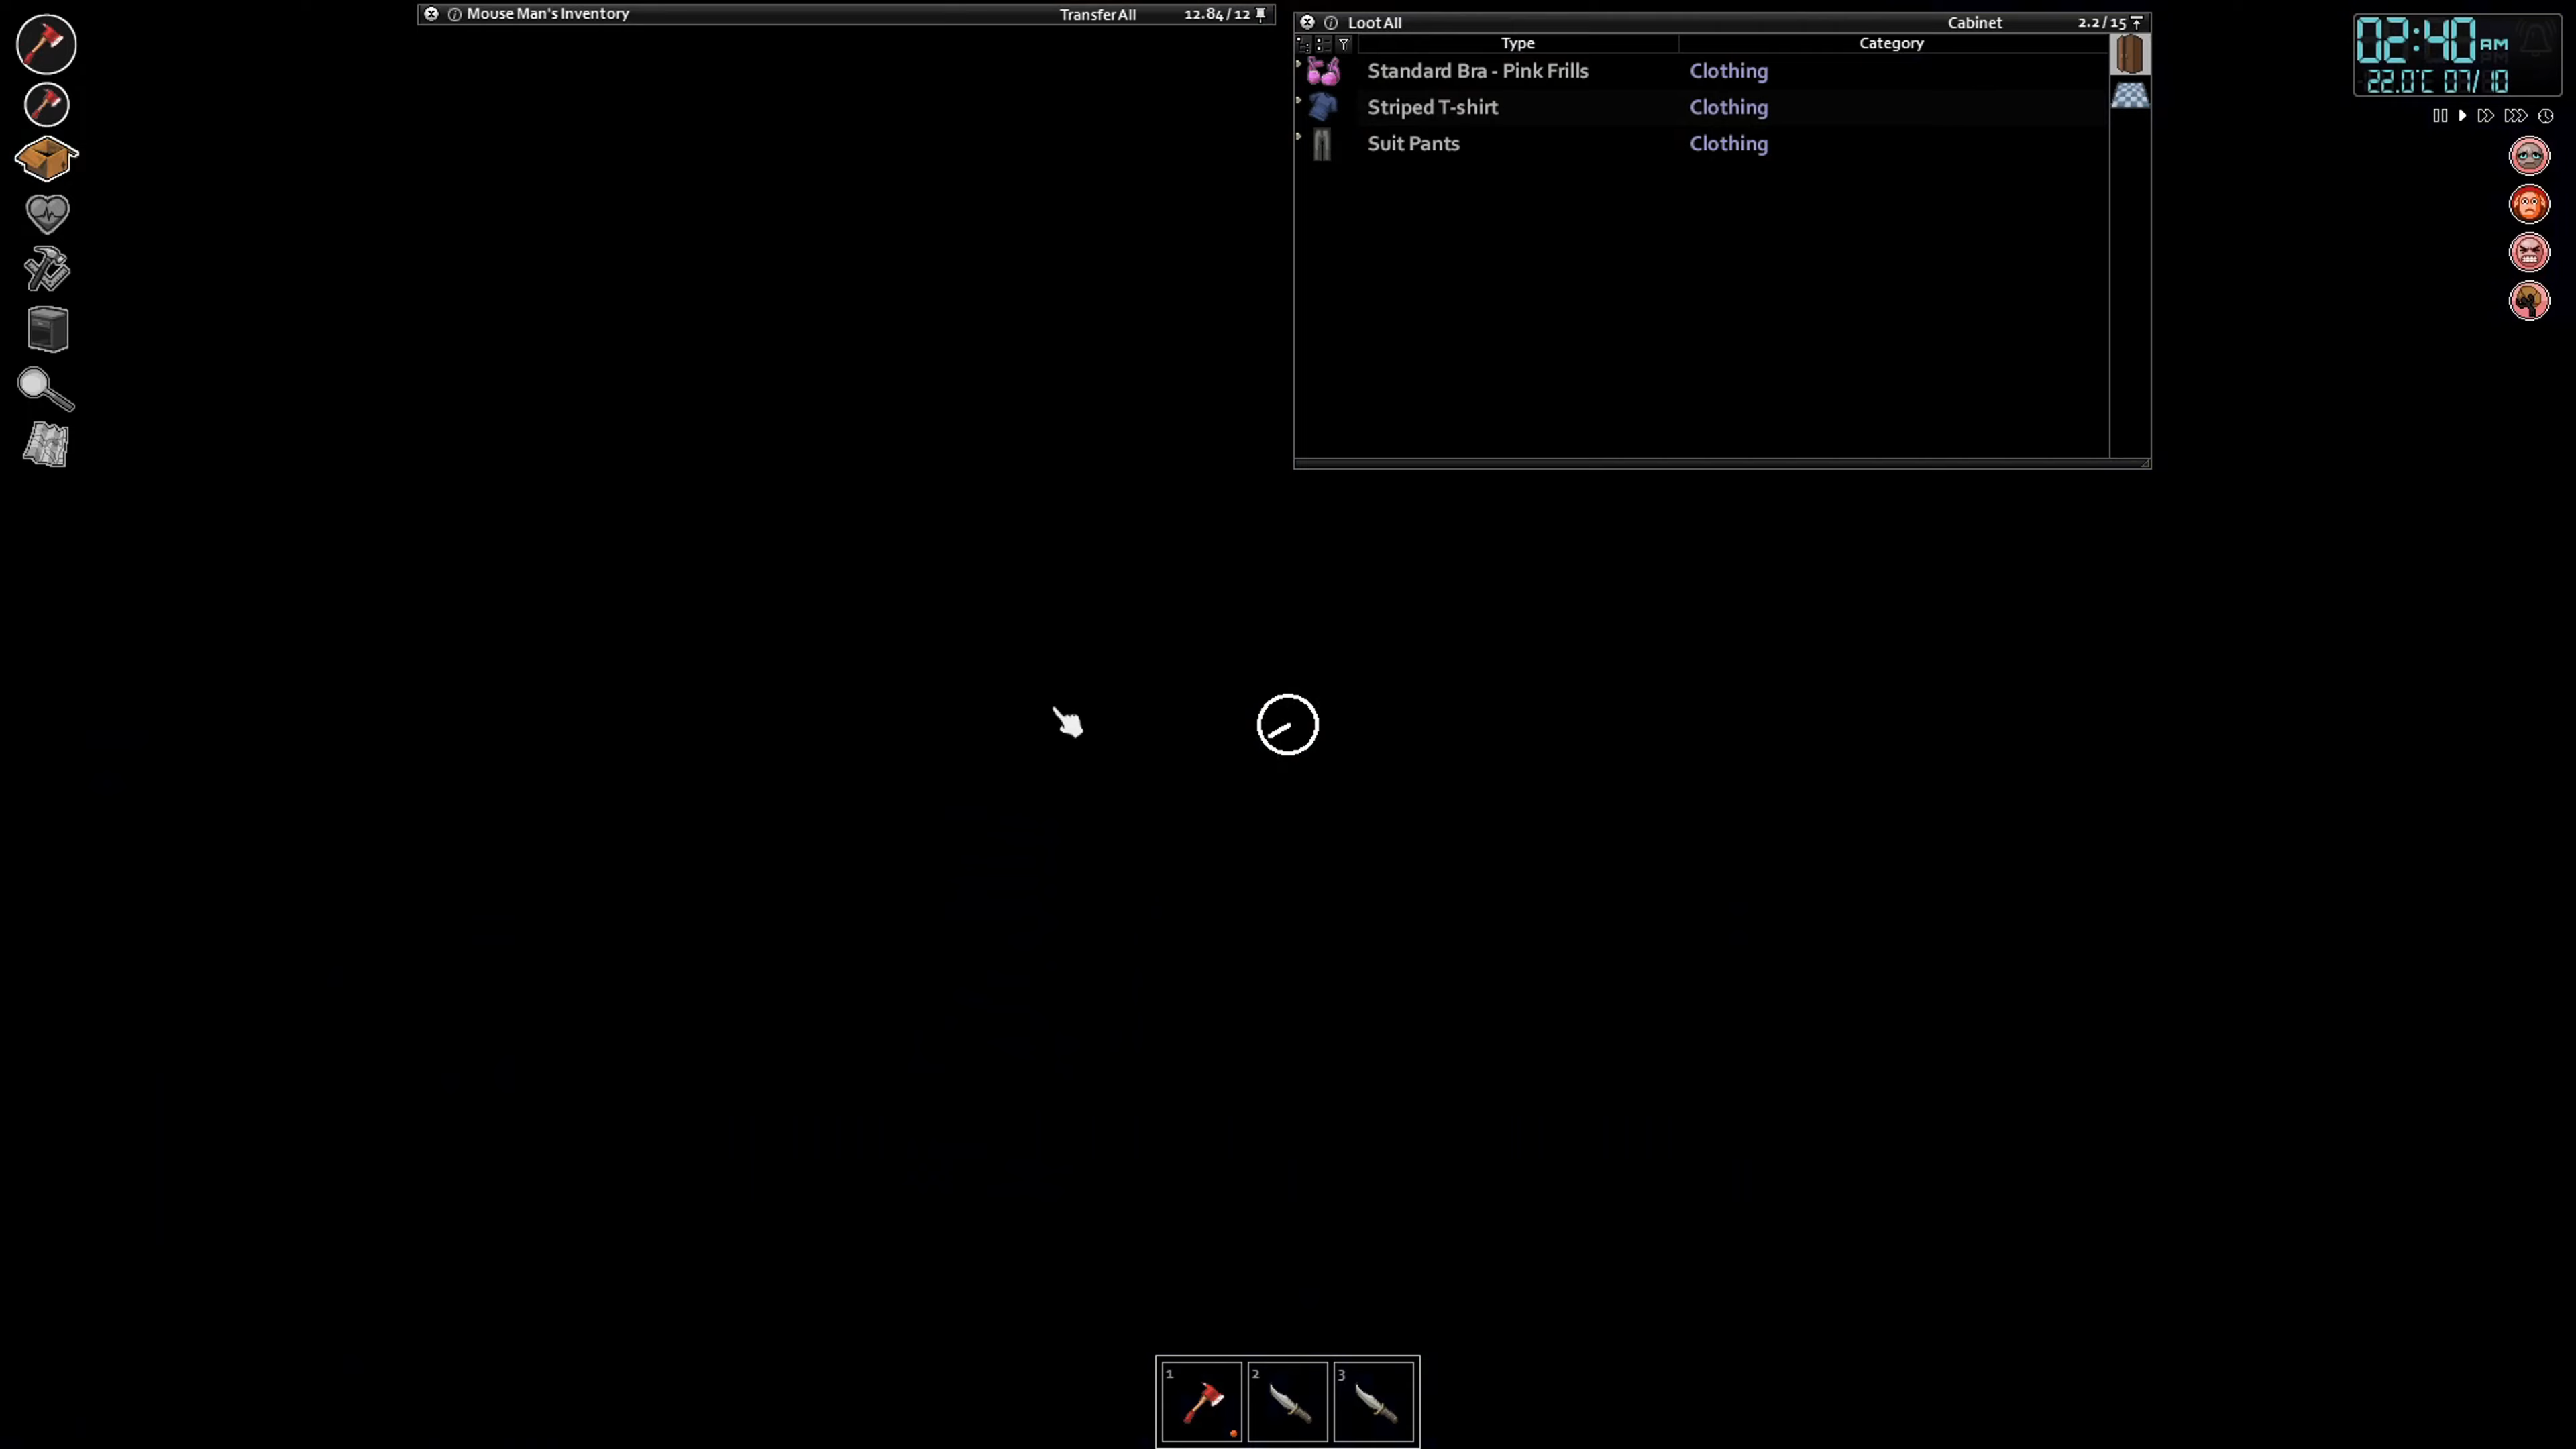 Mouse Man's Inventory Transfer All 12.84 / 12
Loot All Cabinet 2.2 / 15
Type Category
Standard Bra - Pink Frills Clothing
Striped T-shirt Clothing
Suit Pants Clothing
02:40 AM
22.0°C 07/10
1 2 3